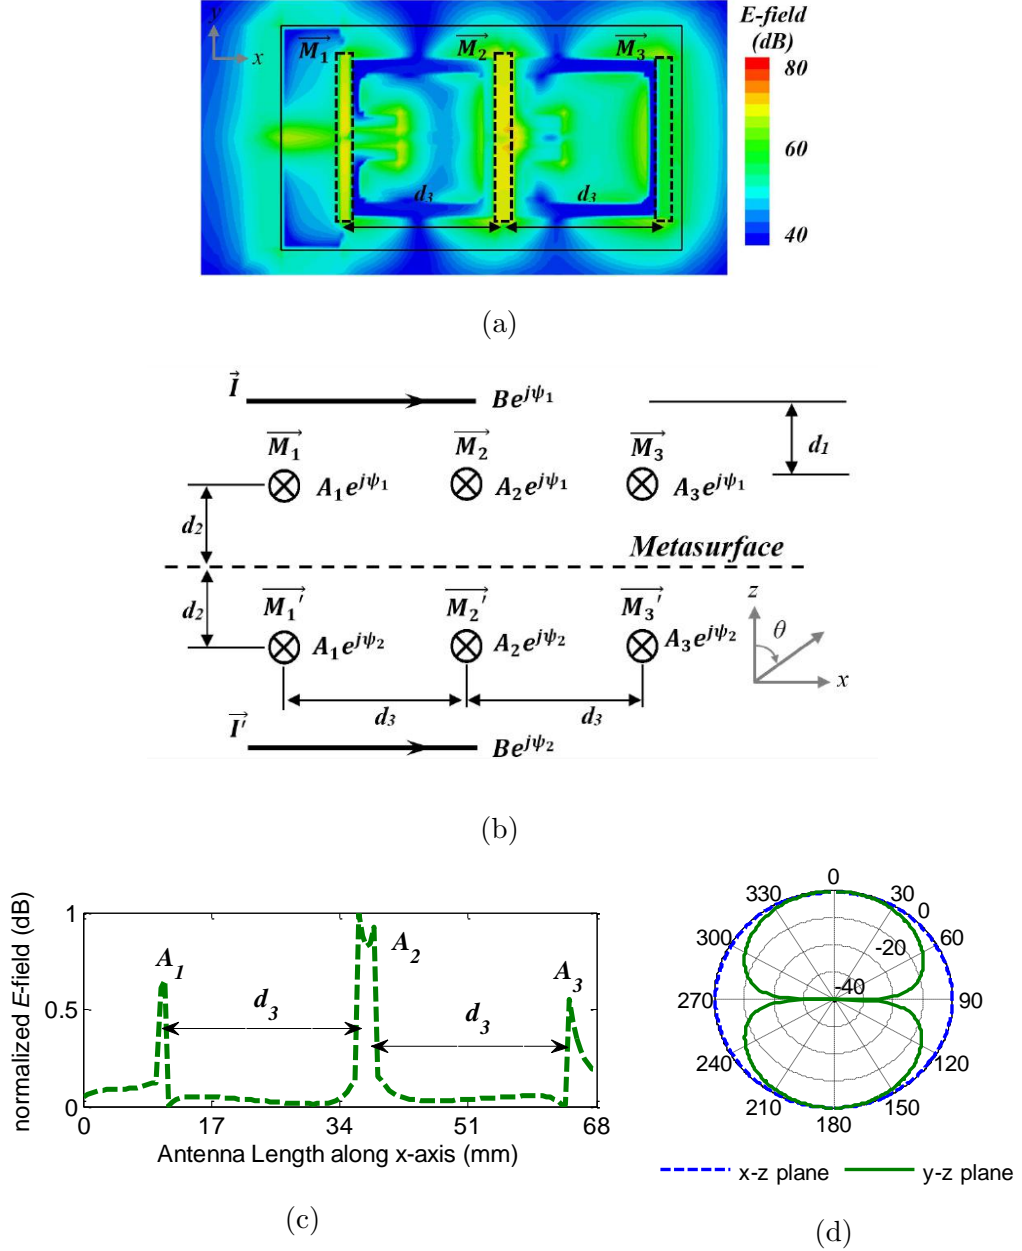 y
x
M₁
M₂
M₃
d₃
d₃
E-field
(dB)
80
60
40
(a)
I
Be^{jψ₁}
M₁
M₂
M₃
d₁
A₁e^{jψ₁}
A₂e^{jψ₁}
A₃e^{jψ₁}
d₂
Metasurface
d₂
M₁'
M₂'
M₃'
z
θ
x
A₁e^{jψ₂}
A₂e^{jψ₂}
A₃e^{jψ₂}
d₃
d₃
I'
Be^{jψ₂}
(b)
normalized E-field (dB)
1
0.5
0
A₁
A₂
A₃
d₃
d₃
0 17 34 51 68
Antenna Length along x-axis (mm)
(c)
0
330
30
300
0
60
-20
270
-40
90
240
120
210
150
180
x-z plane y-z plane
(d)